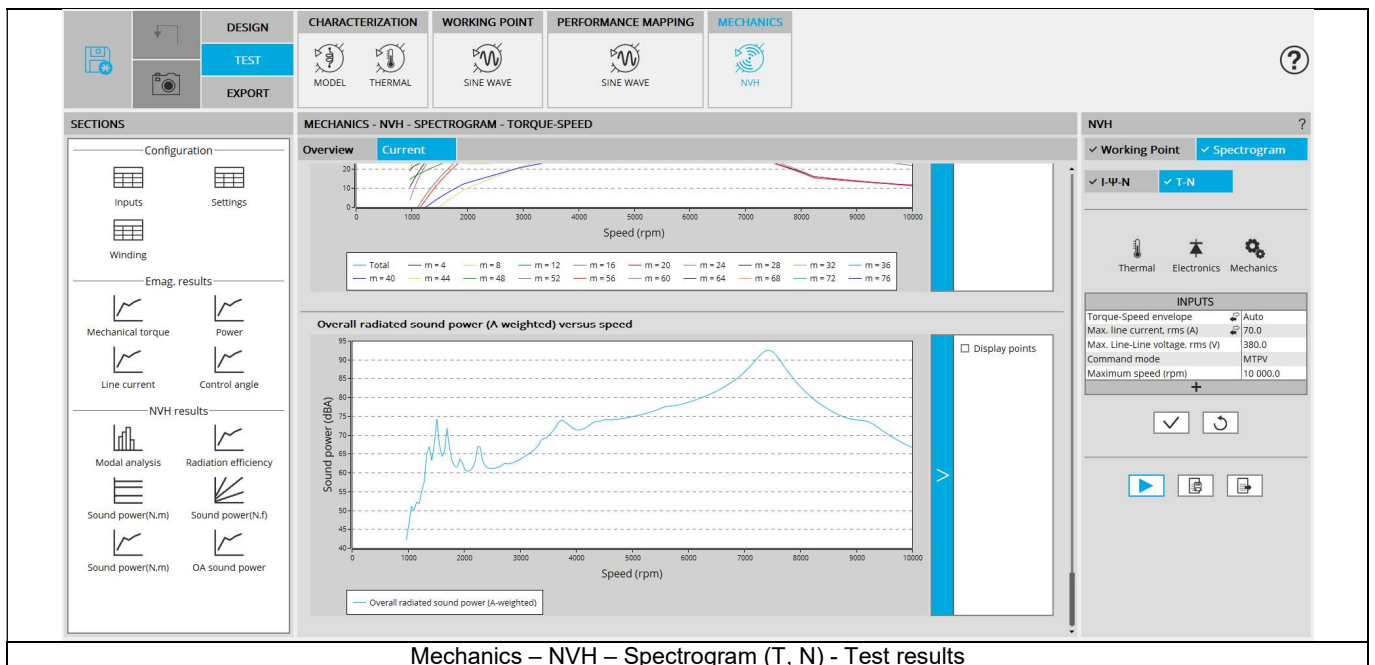 DESIGN
TEST
EXPORT
CHARACTERIZATION
MODEL THERMAL
WORKING POINT
SINE WAVE
PERFORMANCE MAPPING
SINE WAVE
MECHANICS
NVH
?
SECTIONS
Configuration
Inputs Settings
Winding
Emag. results
Mechanical torque Power
Line current Control angle
NVH results
Modal analysis Radiation efficiency
Sound power(N,m) Sound power(N,f)
Sound power(N,m) OA sound power
MECHANICS - NVH - SPECTROGRAM - TORQUE-SPEED
Overview Current
20
10
0
0 1000 2000 3000 4000 5000 6000 7000 8000 9000 10000
Speed (rpm)
Total m = 4 m = 8 m = 12 m = 16 m = 20 m = 24 m = 28 m = 32 m = 36
m = 40 m = 44 m = 48 m = 52 m = 56 m = 60 m = 64 m = 68 m = 72 m = 76
Overall radiated sound power (A-weighted) versus speed
95
90
85
80
75
70
65
60
55
50
45
40
Sound power (dBA)
0 1000 2000 3000 4000 5000 6000 7000 8000 9000 10000
Speed (rpm)
Overall radiated sound power (A-weighted)
>
Display points
NVH ?
✓ Working Point ✓ Spectrogram
✓ I-Ψ-N ✓ T-N
Thermal Electronics Mechanics
INPUTS
Torque-Speed envelope Auto
Max. line current, rms (A) 70.0
Max. Line-Line voltage, rms (V) 380.0
Command mode MTPV
Maximum speed (rpm) 10 000.0
+
Mechanics – NVH – Spectrogram (T, N) - Test results